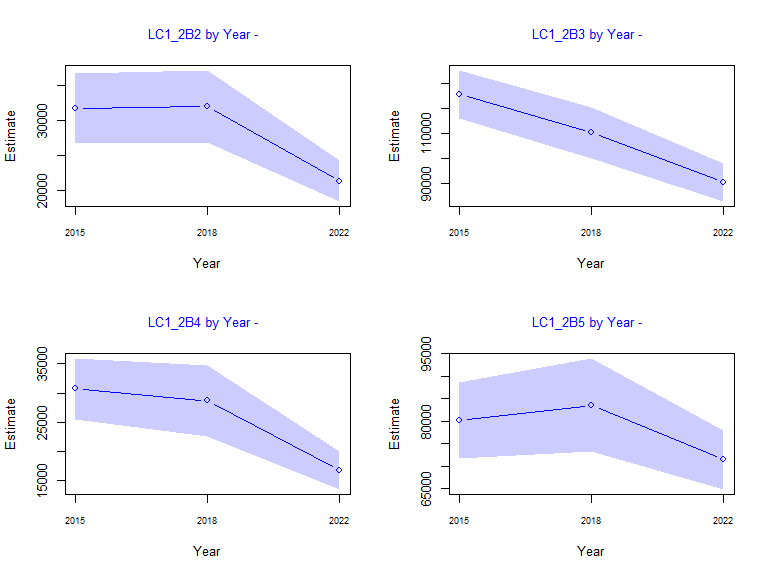 LC1_2B2 by Year -
Estimate
30000
20000
2015
2018
2022
Year
LC1_2B3 by Year -
Estimate
110000
90000
2015
2018
2022
Year
LC1_2B4 by Year -
Estimate
35000
25000
15000
2015
2018
2022
Year
LC1_2B5 by Year -
Estimate
95000
80000
65000
2015
2018
2022
Year